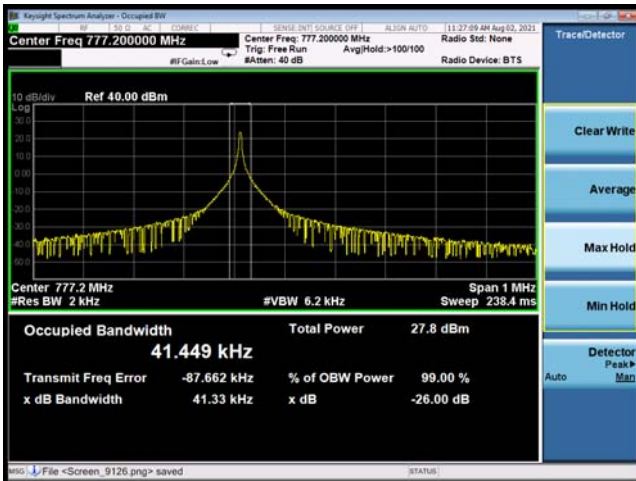 Keysight Spectrum Analyzer - Occupied BW
RF 50 Ω AC CORREC SENSE:INT SOURCE OFF ALIGN AUTO 11:27:09 AM Aug 02, 2021
Center Freq 777.200000 MHz
Center Freq: 777.200000 MHz
Radio Std: None
Trig: Free Run Avg|Hold:>100/100
#IFGain:Low #Atten: 40 dB Radio Device: BTS
Trace/Detector
10 dB/div Ref 40.00 dBm
Log
30.0
20.0
10.0
0.00
-10.0
-20.0
-30.0
-40.0
-50.0
Clear Write
Average
Max Hold
Min Hold
Detector
Peak▶
Auto Man
Center 777.2 MHz Span 1 MHz
#Res BW 2 kHz #VBW 6.2 kHz Sweep 238.4 ms
Occupied Bandwidth Total Power 27.8 dBm
41.449 kHz
Transmit Freq Error -87.662 kHz % of OBW Power 99.00 %
x dB Bandwidth 41.33 kHz x dB -26.00 dB
MSG File <Screen_9126.png> saved STATUS